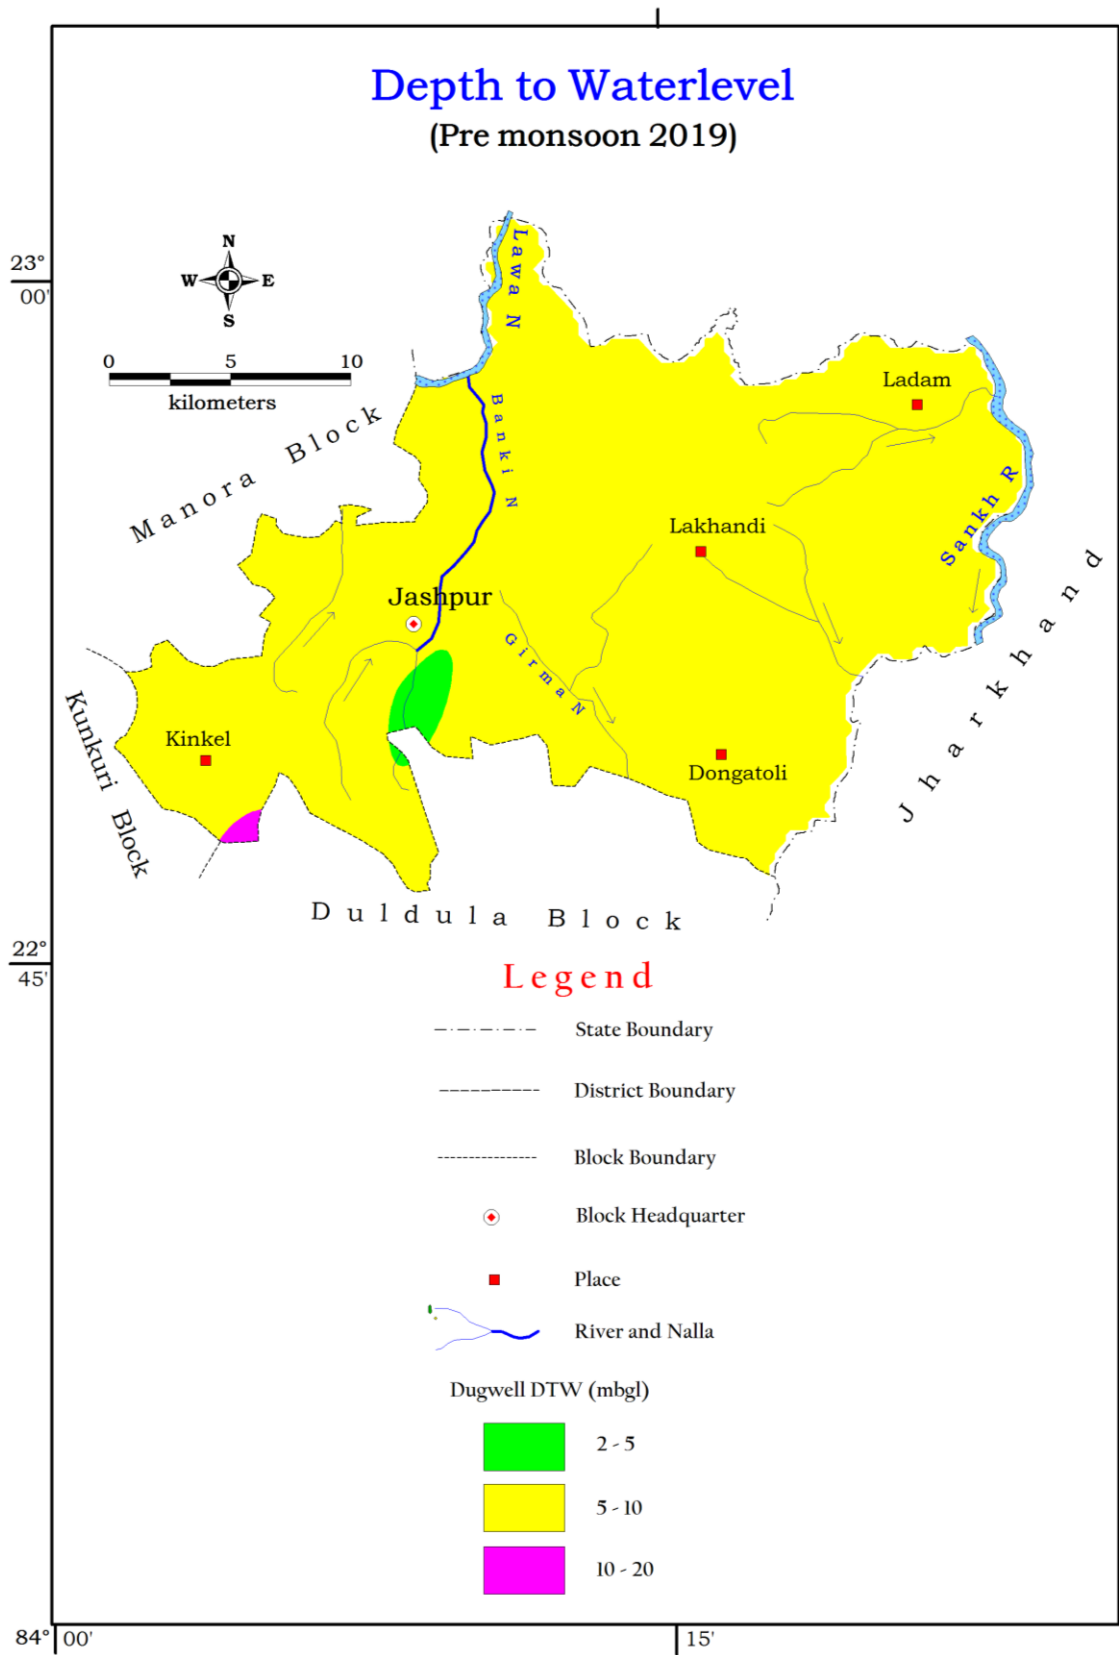 Depth to Waterlevel
(Pre monsoon 2019)
23°
00'
N
W E
S
0 5 10
kilometers
Lawa N
Banki N
Manora Block
Ladam
Sankh R
Lakhandi
Jashpur
Girma N
Jharkhand
Kunkuri Block
Kinkel
Dongatoli
Duldula Block
22°
45'
Legend
State Boundary
District Boundary
Block Boundary
Block Headquarter
Place
River and Nalla
Dugwell DTW (mbgl)
2 - 5
5 - 10
10 - 20
84° 00'
15'